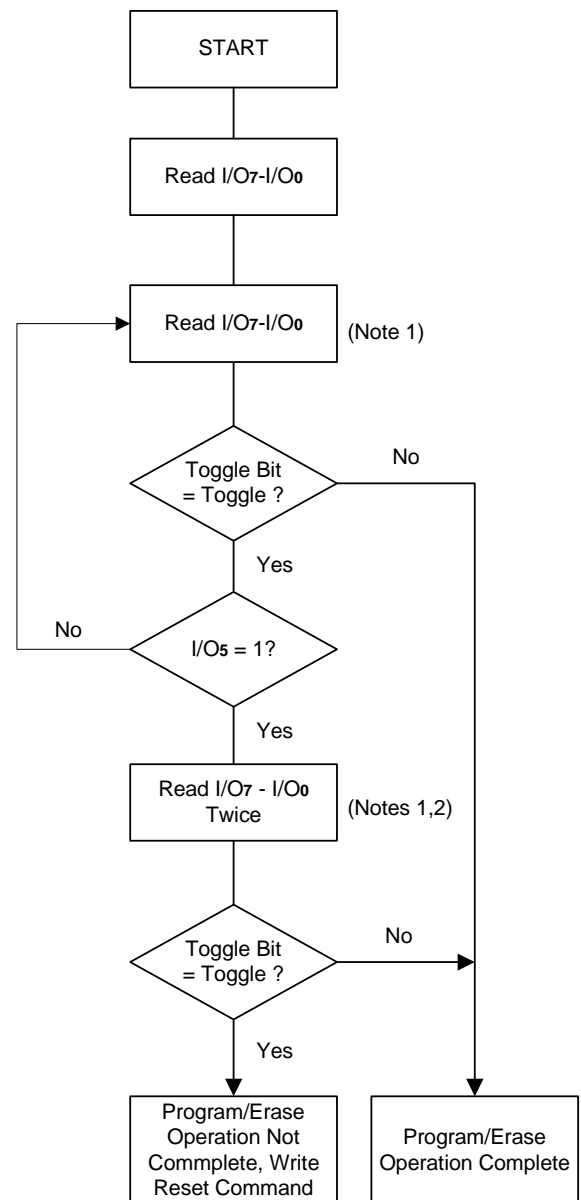 START
Read I/O7-I/O0
Read I/O7-I/O0
(Note 1)
Toggle Bit
= Toggle ?
No
Yes
No
I/O5 = 1?
Yes
Read I/O7 - I/O0
Twice
(Notes 1,2)
Toggle Bit
= Toggle ?
No
Yes
Program/Erase
Operation Not
Commplete, Write
Reset Command
Program/Erase
Operation Complete